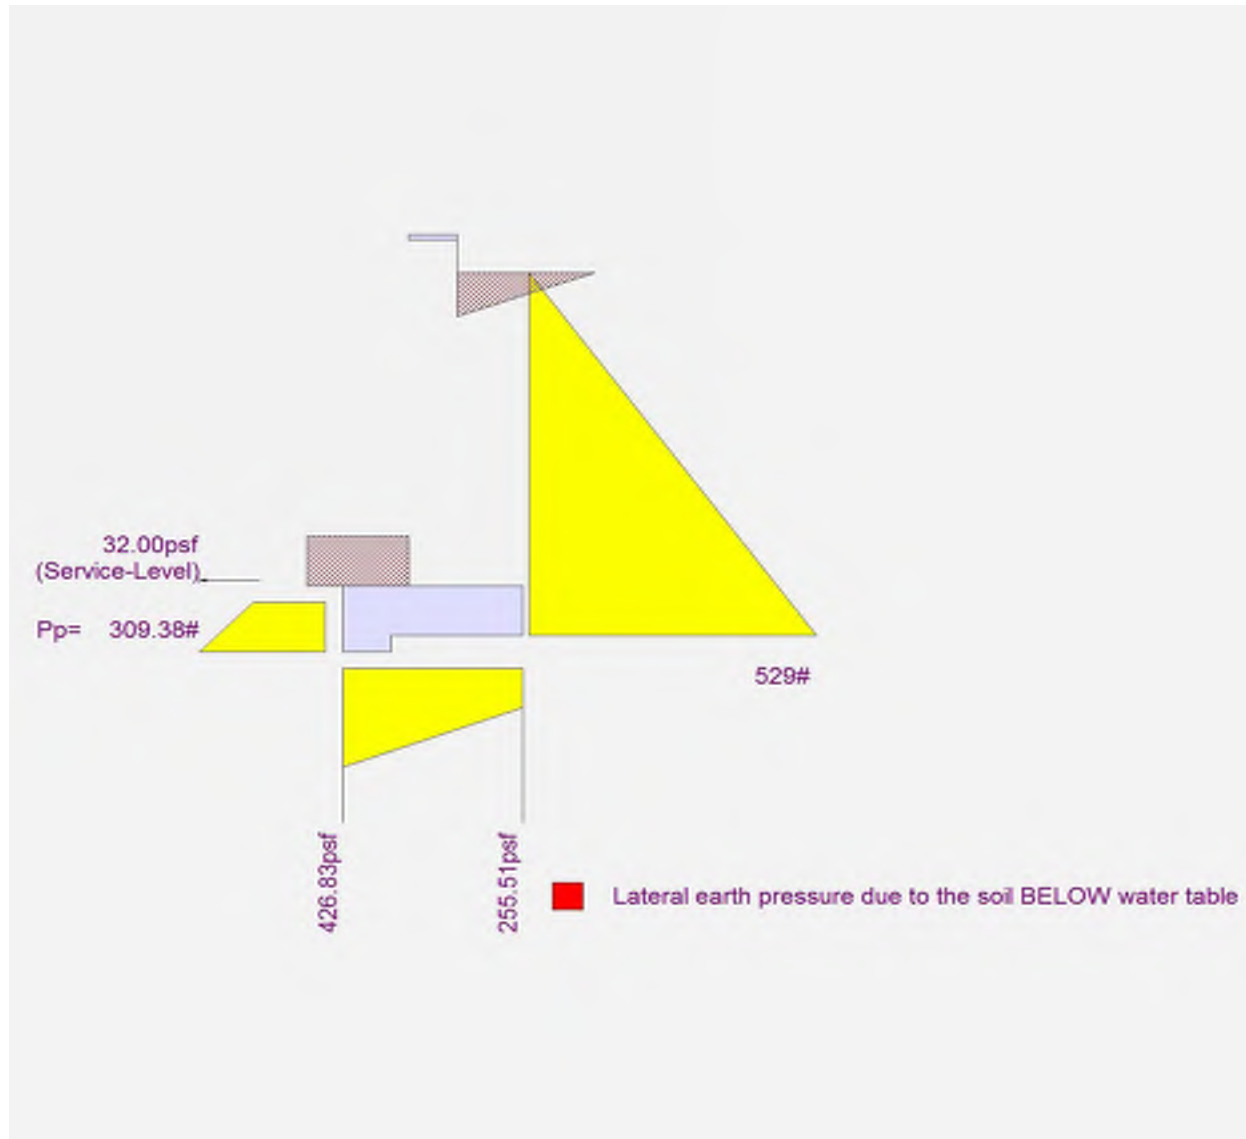 32.00psf
(Service-Level)
Pp= 309.38#
529#
426.83psf
255.51psf
Lateral earth pressure due to the soil BELOW water table